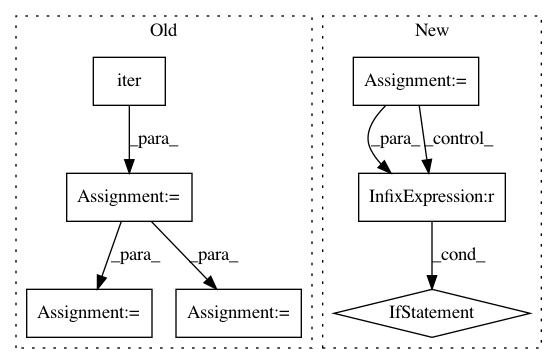 Old
New
iter
Assignment:=
_para_
_para_
_control_
Assignment:=
InfixExpression:r
_para_
_para_
_cond_
Assignment:=
Assignment:=
IfStatement